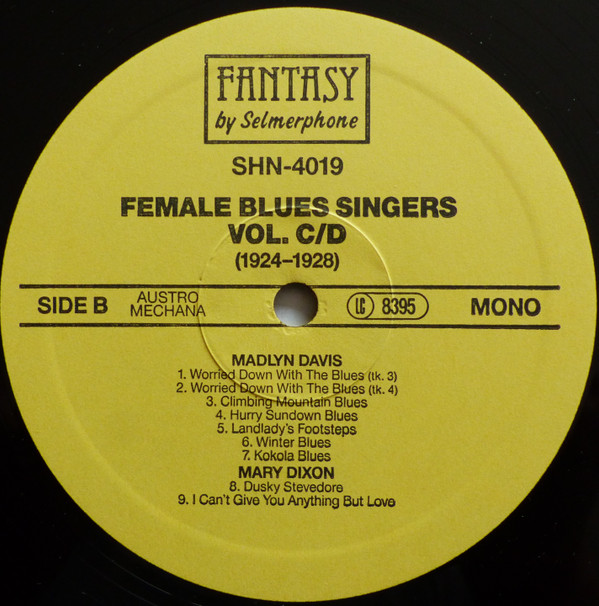 FANTASY
by Selmerphone
SHN-4019
FEMALE BLUES SINGERS
VOL. C/D
(1924–1928)
SIDE B AUSTRO MECHANA LC 8395 MONO
MADLYN DAVIS
1. Worried Down With The Blues (tk. 3)
2. Worried Down With The Blues (tk. 4)
3. Climbing Mountain Blues
4. Hurry Sundown Blues
5. Landlady's Footsteps
6. Winter Blues
7. Kokola Blues
MARY DIXON
8. Dusky Stevedore
9. I Can't Give You Anything But Love